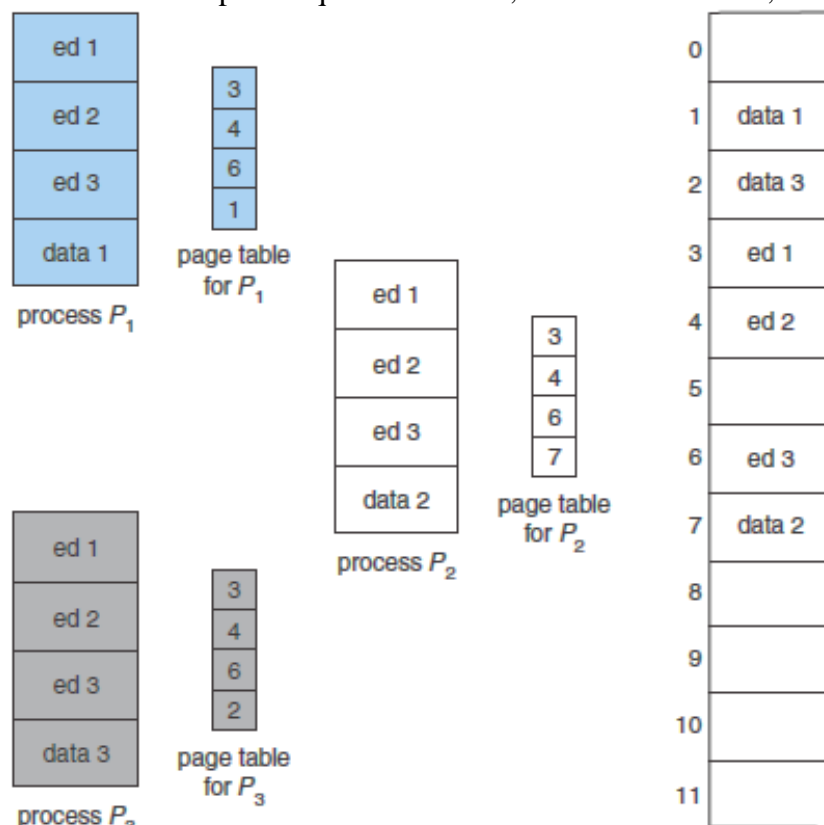 ed 1
ed 2
ed 3
data 1
process P1
3
4
6
1
page table
for P1
ed 1
ed 2
ed 3
data 2
process P2
3
4
6
7
page table
for P2
ed 1
ed 2
ed 3
data 3
process P
3
4
6
2
page table
for P3
0
1 data 1
2 data 3
3 ed 1
4 ed 2
5
6 ed 3
7 data 2
8
9
10
11